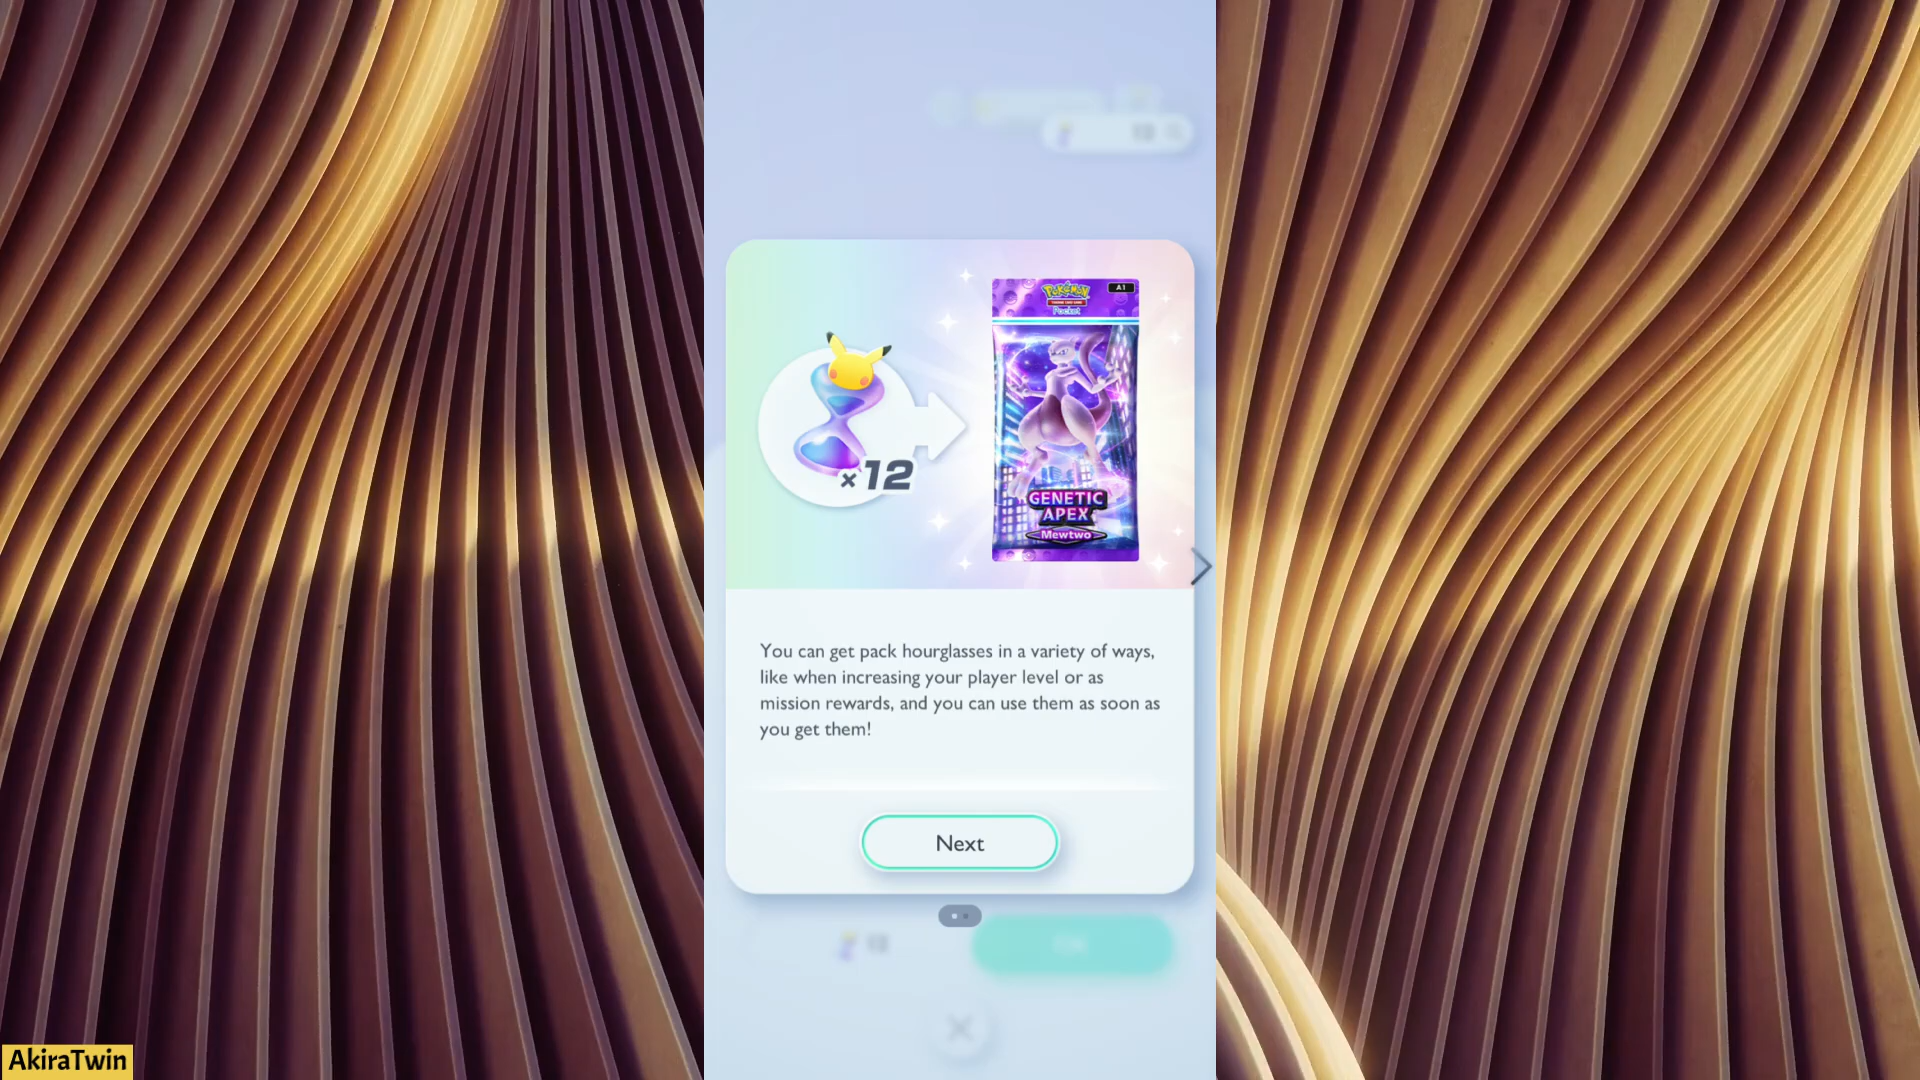 Pokémon
A1
Pocket
×12
GENETIC
APEX
Mewtwo
You can get pack hourglasses in a variety of ways,
like when increasing your player level or as
mission rewards, and you can use them as soon as
you get them!
Next
12
AkiraTwin